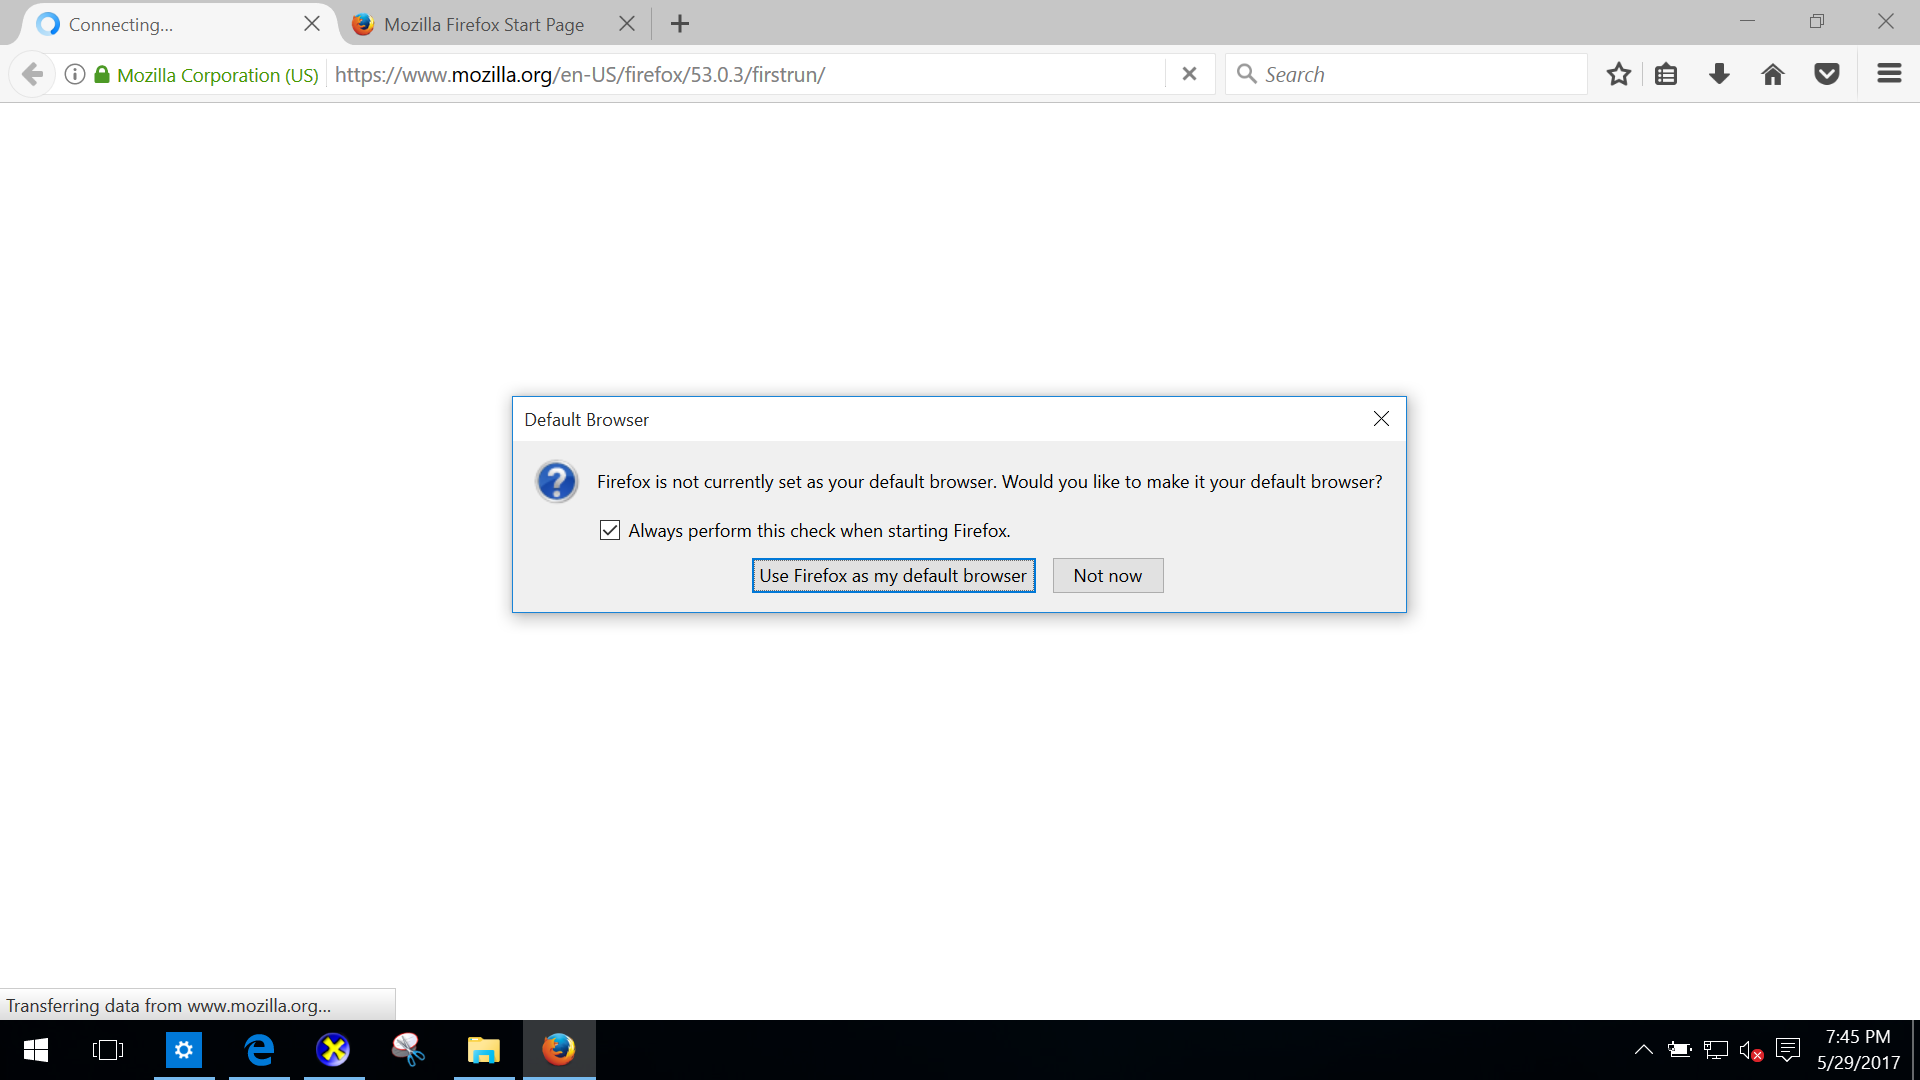 Connecting...
Mozilla Firefox Start Page
Mozilla Corporation (US)
https://www.mozilla.org/en-US/firefox/53.0.3/firstrun/
Search
Default Browser
Firefox is not currently set as your default browser. Would you like to make it your default browser?
Always perform this check when starting Firefox.
Use Firefox as my default browser
Not now
Transferring data from www.mozilla.org...
7:45 PM
5/29/2017